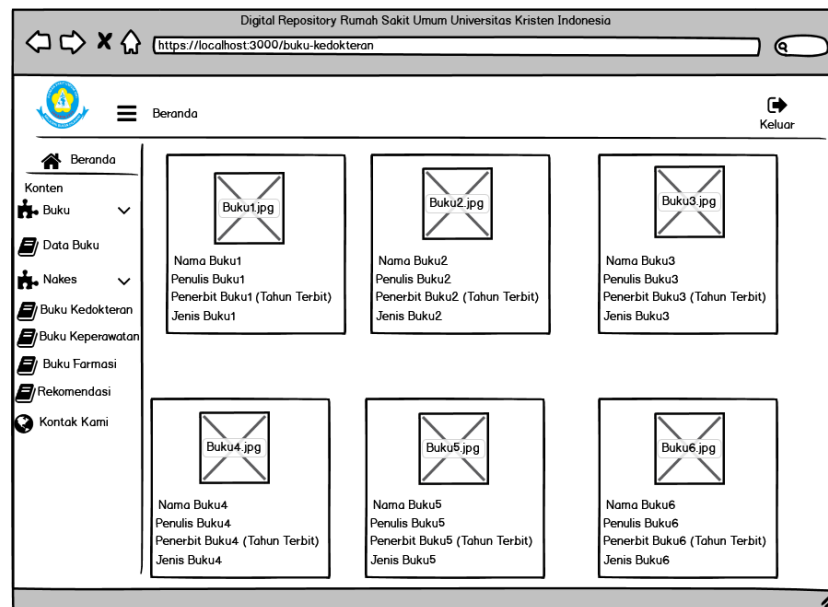 Digital Repository Rumah Sakit Umum Universitas Kristen Indonesia
https://localhost:3000/buku-kedokteran
Beranda
Keluar
Beranda
Konten
Buku
Data Buku
Nakes
Buku Kedokteran
Buku Keperawatan
Buku Farmasi
Rekomendasi
Kontak Kami
Buku1.jpg
Nama Buku1
Penulis Buku1
Penerbit Buku1 (Tahun Terbit)
Jenis Buku1
Buku2.jpg
Nama Buku2
Penulis Buku2
Penerbit Buku2 (Tahun Terbit)
Jenis Buku2
Buku3.jpg
Nama Buku3
Penulis Buku3
Penerbit Buku3 (Tahun Terbit)
Jenis Buku3
Buku4.jpg
Nama Buku4
Penulis Buku4
Penerbit Buku4 (Tahun Terbit)
Jenis Buku4
Buku5.jpg
Nama Buku5
Penulis Buku5
Penerbit Buku5 (Tahun Terbit)
Jenis Buku5
Buku6.jpg
Nama Buku6
Penulis Buku6
Penerbit Buku6 (Tahun Terbit)
Jenis Buku6